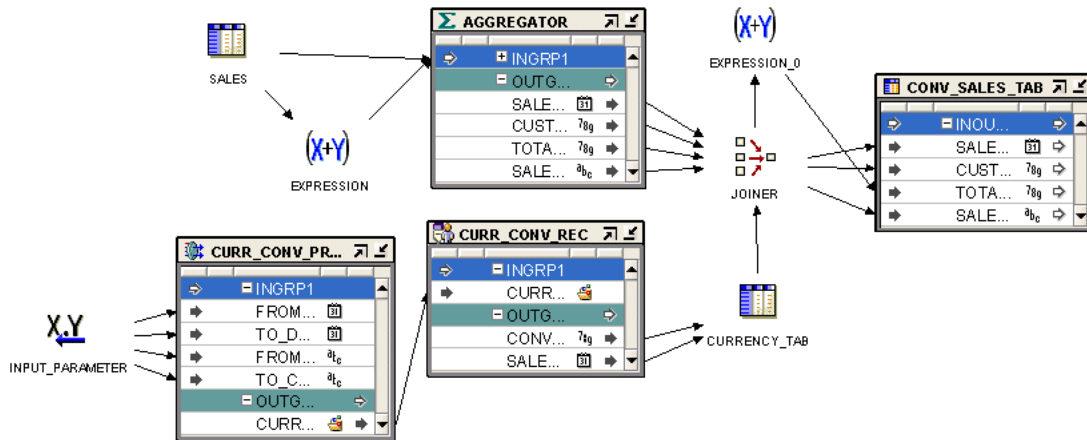 AGGREGATOR
INGRP1
OUTG...
SALE...
CUST...
TOTA...
SALE...
SALES
(X+Y)
EXPRESSION
(X+Y)
EXPRESSION_0
JOINER
CONV_SALES_TAB
INOU...
SALE...
CUST...
TOTA...
SALE...
X.Y
INPUT_PARAMETER
CURR_CONV_PR...
INGRP1
FROM...
TO_D...
FROM...
TO_C...
OUTG...
CURR...
CURR_CONV_REC
INGRP1
CURR...
OUTG...
CONV...
SALE...
CURRENCY_TAB